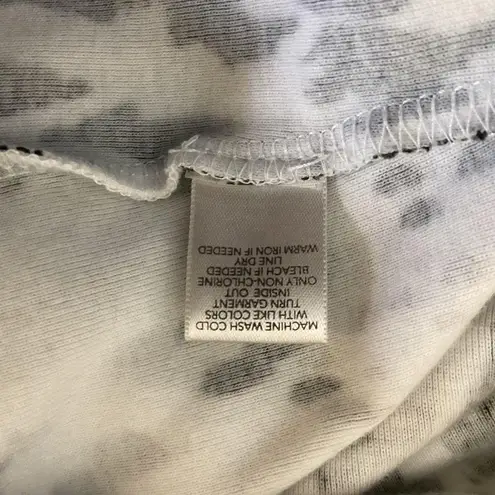 MACHINE WASH COLD
WITH LIKE COLORS
TURN GARMENT
INSIDE OUT
ONLY NON-CHLORINE
BLEACH IF NEEDED
LINE DRY
WARM IRON IF NEEDED